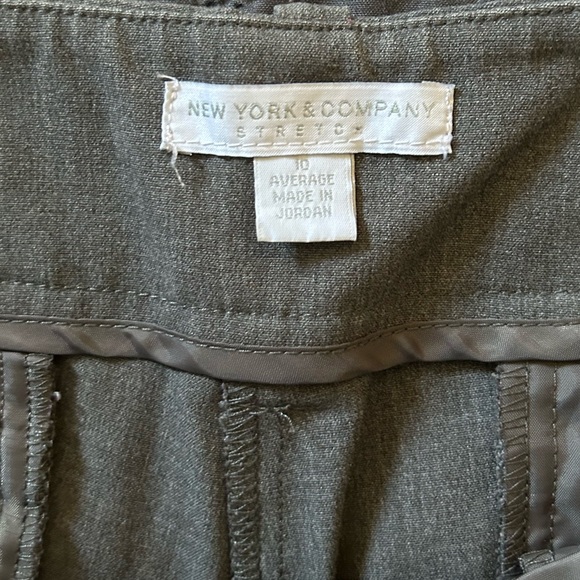 NEW YORK & COMPANY
STRETCH
10
AVERAGE
MADE IN
JORDAN